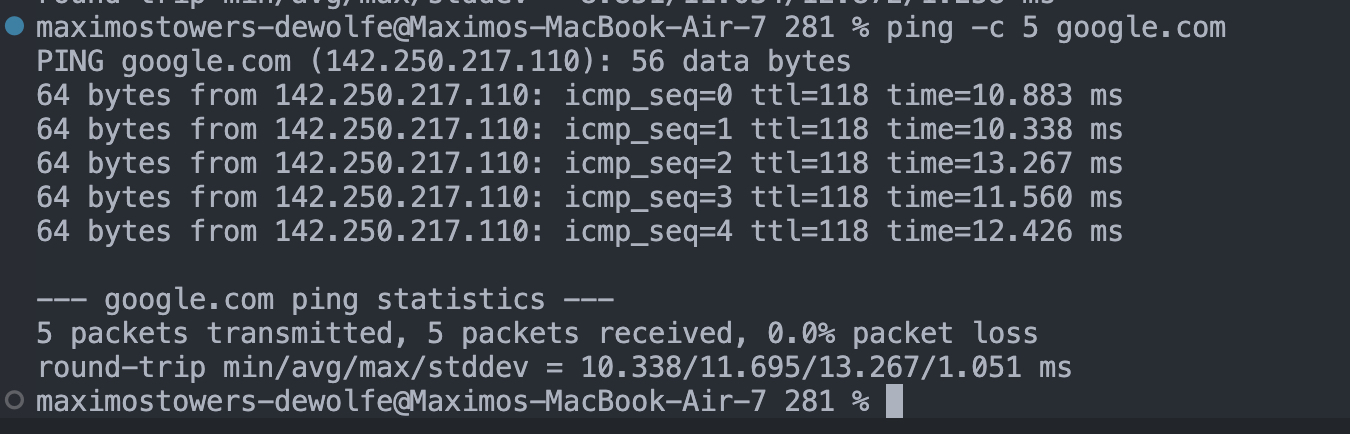 round-trip min/avg/max/stddev
maximostowers-dewolfe@Maximos-MacBook-Air-7 281 % ping -c 5 google.com
PING google.com (142.250.217.110): 56 data bytes
64 bytes from 142.250.217.110: icmp_seq=0 ttl=118 time=10.883 ms
64 bytes from 142.250.217.110: icmp_seq=1 ttl=118 time=10.338 ms
64 bytes from 142.250.217.110: icmp_seq=2 ttl=118 time=13.267 ms
64 bytes from 142.250.217.110: icmp_seq=3 ttl=118 time=11.560 ms
64 bytes from 142.250.217.110: icmp_seq=4 ttl=118 time=12.426 ms
--- google.com ping statistics ---
5 packets transmitted, 5 packets received, 0.0% packet loss
round-trip min/avg/max/stddev = 10.338/11.695/13.267/1.051 ms
maximostowers-dewolfe@Maximos-MacBook-Air-7 281 %